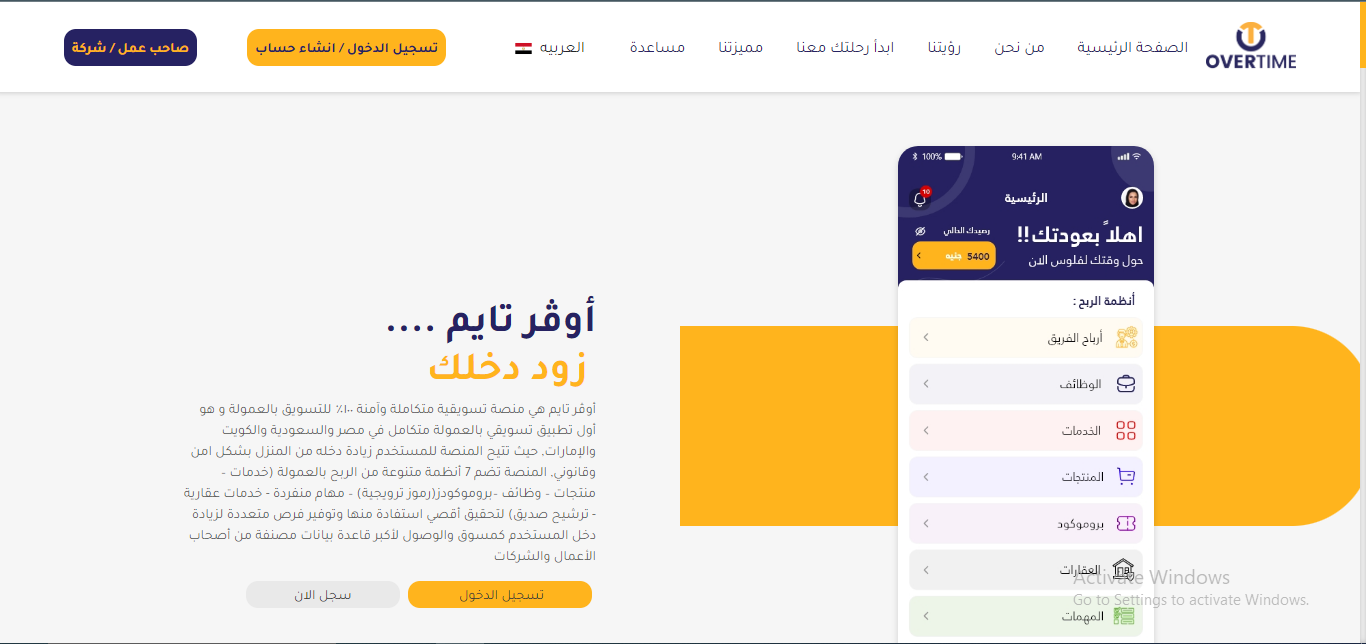 OVERTIME
الصفحة الرئيسية
من نحن
رؤيتنا
ابدأ رحلتك معنا
مميزتنا
مساعدة
العربيه
تسجيل الدخول / انشاء حساب
صاحب عمل / شركة
100%
9:41 AM
10
الرئيسية
اهلاً بعودتك!!
حول وقتك لفلوس الان
رصيدك الحالي
5400 جنيه
أنظمة الربح :
أرباح الفريق
الوظائف
الخدمات
المنتجات
بروموكود
العقارات
المهمات
أوڤر تايم ....
زود دخلك
أوڤر تايم هي منصة تسويقية متكاملة وآمنة ١٠٠٪ للتسويق بالعمولة و هو
أول تطبيق تسويقي بالعمولة متكامل في مصر والسعودية والكويت
والإمارات, حيث تتيح المنصة للمستخدم زيادة دخله من المنزل بشكل امن
وقانوني, المنصة تضم 7 أنظمة متنوعة من الربح بالعمولة (خدمات –
منتجات – وظائف –بروموكودز(رموز ترويجية) – مهام منفردة - خدمات عقارية
- ترشيح صديق) لتحقيق أقصي استفادة منها وتوفير فرص متعددة لزيادة
دخل المستخدم كمسوق والوصول لأكبر قاعدة بيانات مصنفة من أصحاب
الأعمال والشركات
تسجيل الدخول
سجل الان
Activate Windows
Go to Settings to activate Windows.